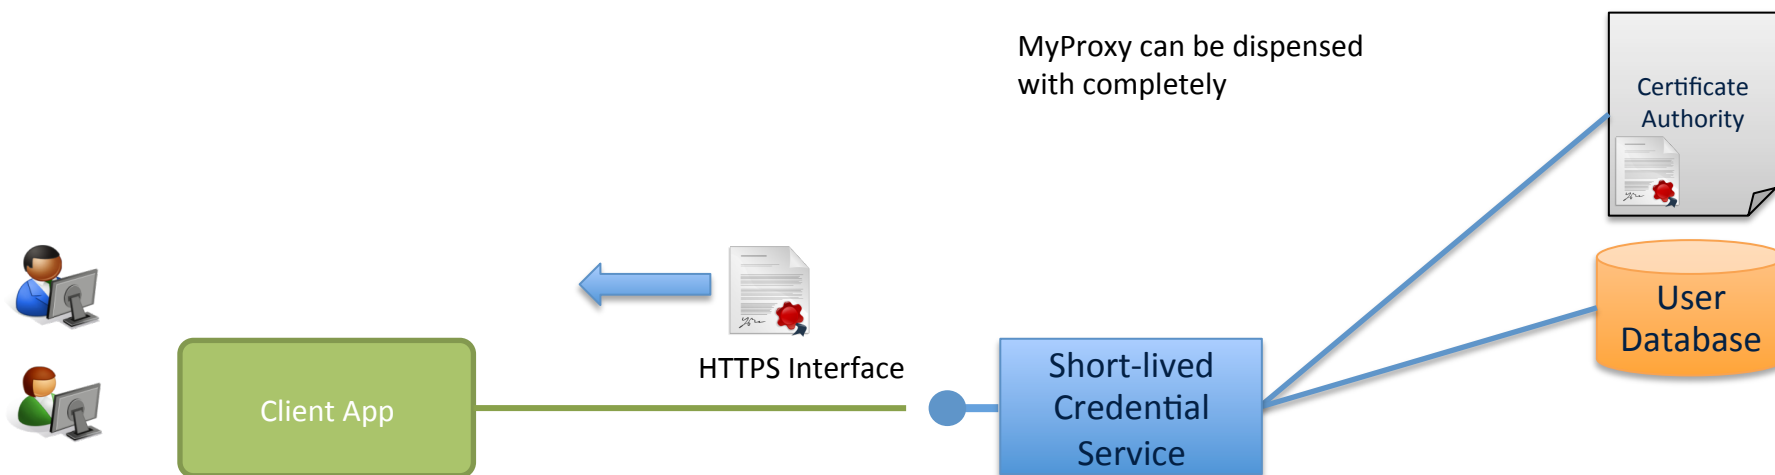 MyProxy can be dispensed
with completely
Certificate
Authority
User
Database
HTTPS Interface
Client App
Short-lived
Credential
Service